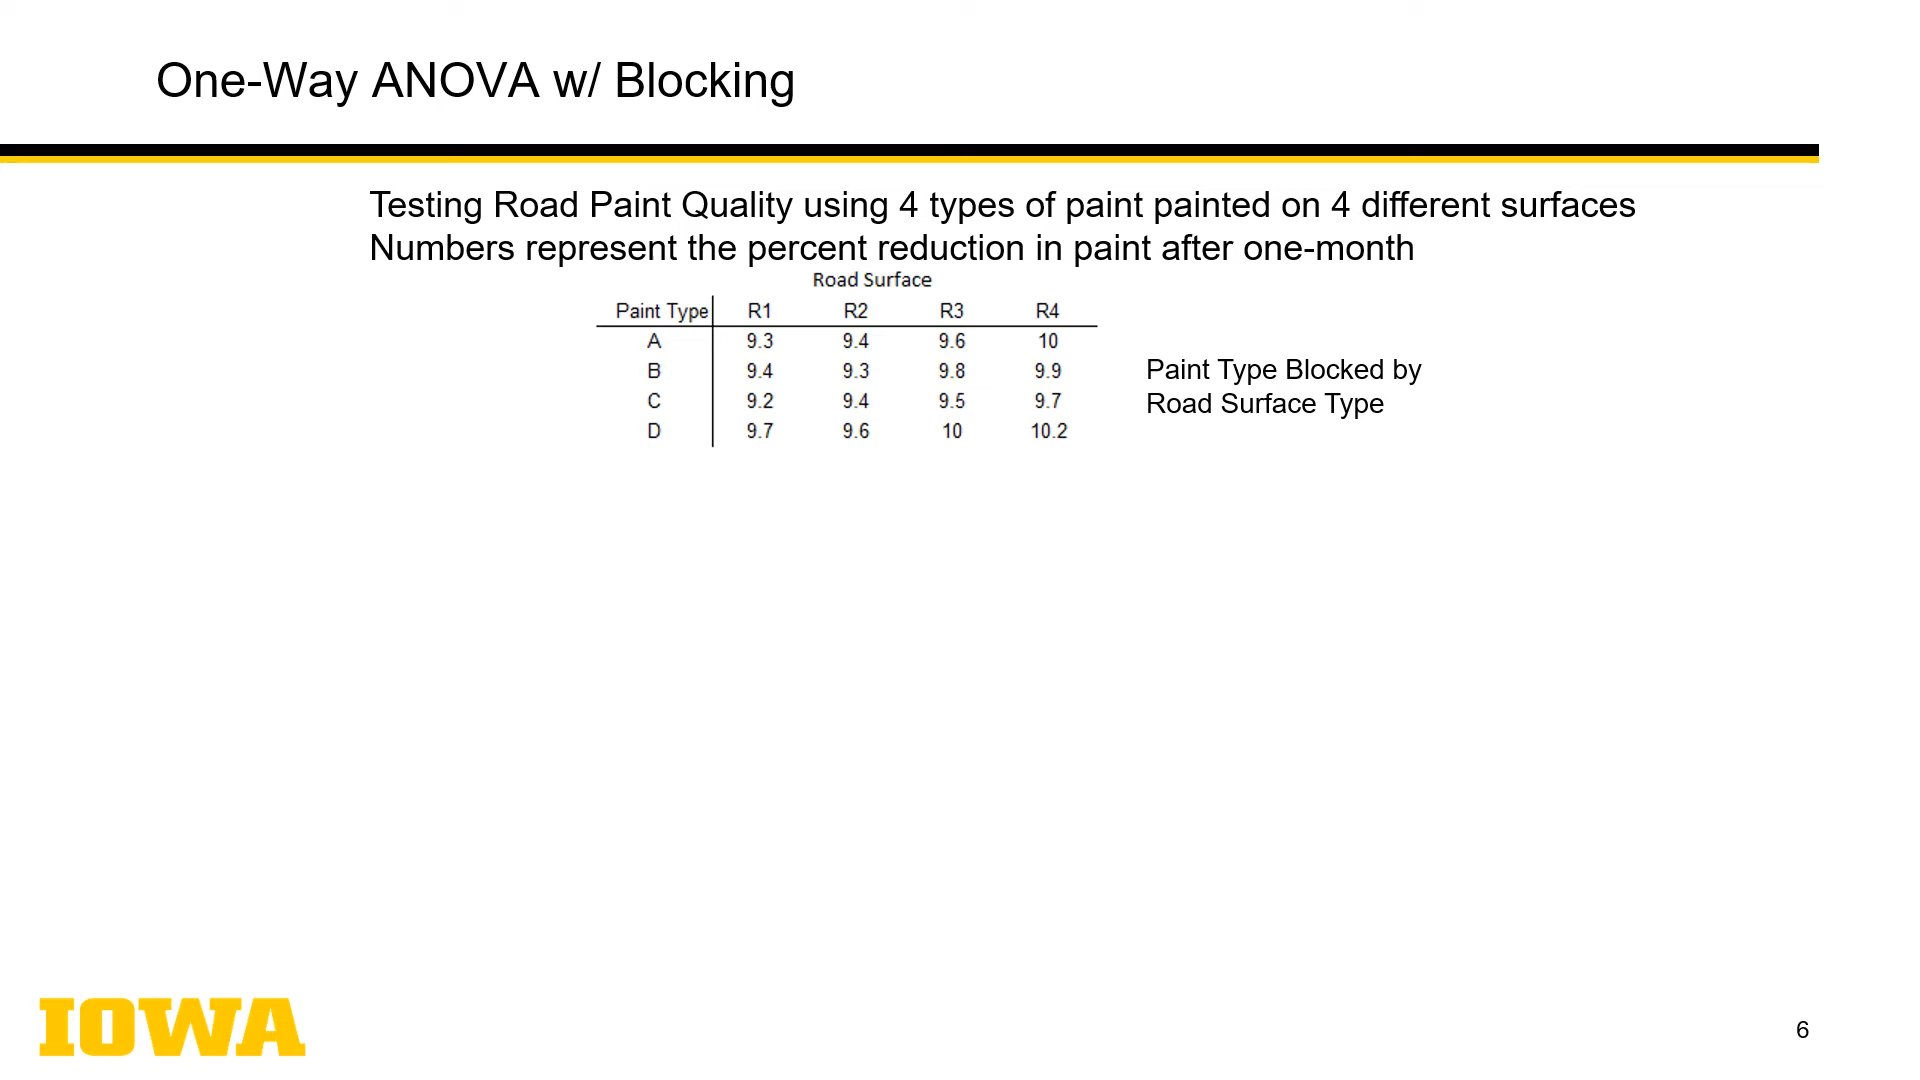 One-Way ANOVA w/ Blocking
Testing Road Paint Quality using 4 types of paint painted on 4 different surfaces
Numbers represent the percent reduction in paint after one-month
Road Surface
Paint Type R1 R2 R3 R4
A 9.3 9.4 9.6 10
B 9.4 9.3 9.8 9.9
C 9.2 9.4 9.5 9.7
D 9.7 9.6 10 10.2
Paint Type Blocked by
Road Surface Type
IOWA
6